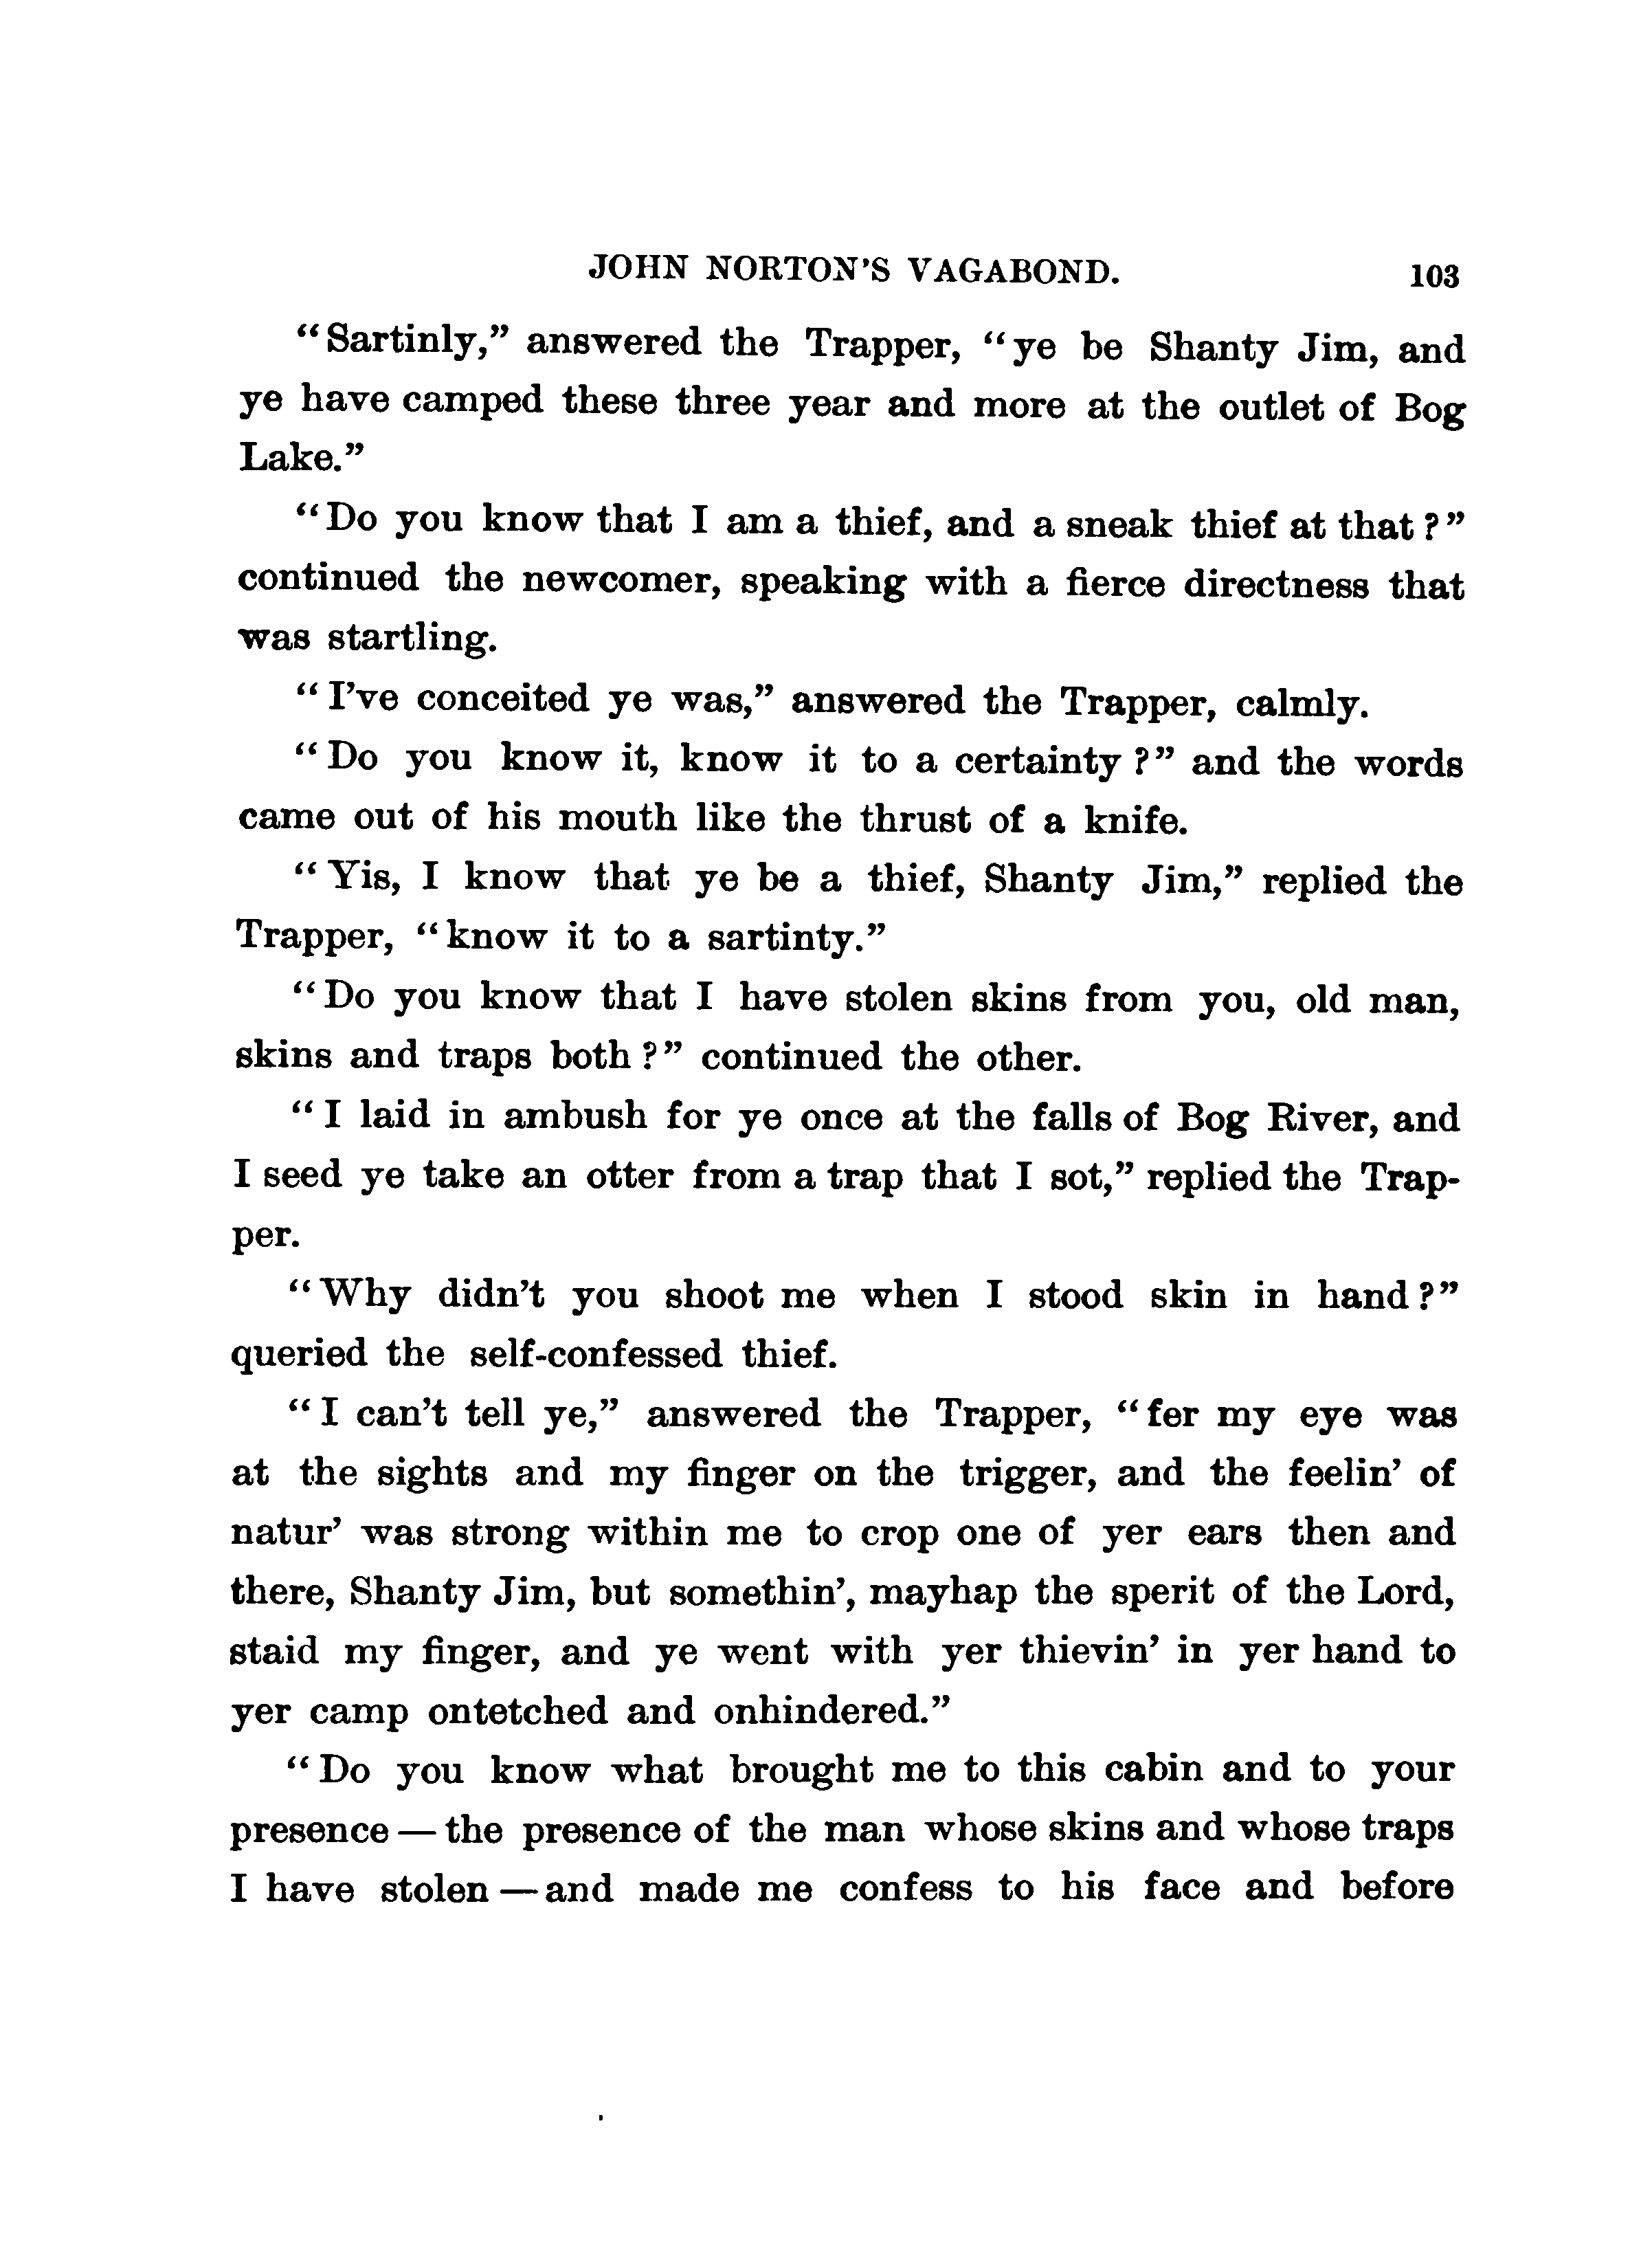 JOHN NORTON'S VAGABOND. 103
“Sartinly,” answered the Trapper, “ye be Shanty Jim, and
ye have camped these three year and more at the outlet of Bog
Lake.”
“Do you know that I am a thief, and a sneak thief at that?”
continued the newcomer, speaking with a fierce directness that
was startling.
“I've conceited ye was,” answered the Trapper, calmly.
“Do you know it, know it to a certainty?” and the words
came out of his mouth like the thrust of a knife.
“Yis, I know that ye be a thief, Shanty Jim,” replied the
Trapper, “know it to a sartinty.”
“Do you know that I have stolen skins from you, old man,
skins and traps both?” continued the other.
“I laid in ambush for ye once at the falls of Bog River, and
I seed ye take an otter from a trap that I sot,” replied the Trap-
per.
“Why didn't you shoot me when I stood skin in hand?”
queried the self-confessed thief.
“I can't tell ye,” answered the Trapper, “fer my eye was
at the sights and my finger on the trigger, and the feelin' of
natur' was strong within me to crop one of yer ears then and
there, Shanty Jim, but somethin', mayhap the sperit of the Lord,
staid my finger, and ye went with yer thievin' in yer hand to
yer camp ontetched and onhindered.”
“Do you know what brought me to this cabin and to your
presence — the presence of the man whose skins and whose traps
I have stolen — and made me confess to his face and before